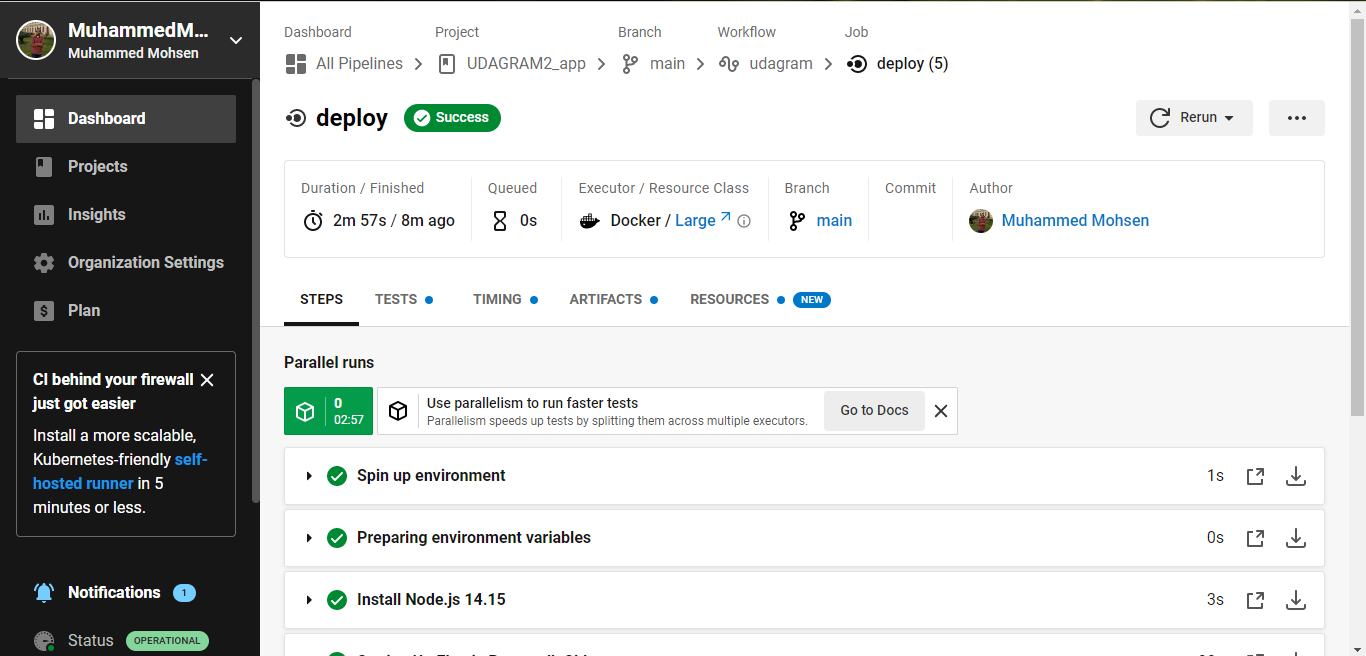 MuhammedM...
Muhammed Mohsen
Dashboard
Projects
Insights
Organization Settings
Plan
CI behind your firewall
just got easier
Install a more scalable,
Kubernetes-friendly self-
hosted runner in 5
minutes or less.
Notifications 1
Status OPERATIONAL
Dashboard Project Branch Workflow Job
All Pipelines UDAGRAM2_app main udagram deploy (5)
deploy Success Rerun
Duration / Finished Queued Executor / Resource Class Branch Commit Author
2m 57s / 8m ago 0s Docker / Large main Muhammed Mohsen
STEPS TESTS TIMING ARTIFACTS RESOURCES NEW
Parallel runs
0
02:57
Use parallelism to run faster tests
Parallelism speeds up tests by splitting them across multiple executors.
Go to Docs
Spin up environment 1s
Preparing environment variables 0s
Install Node.js 14.15 3s